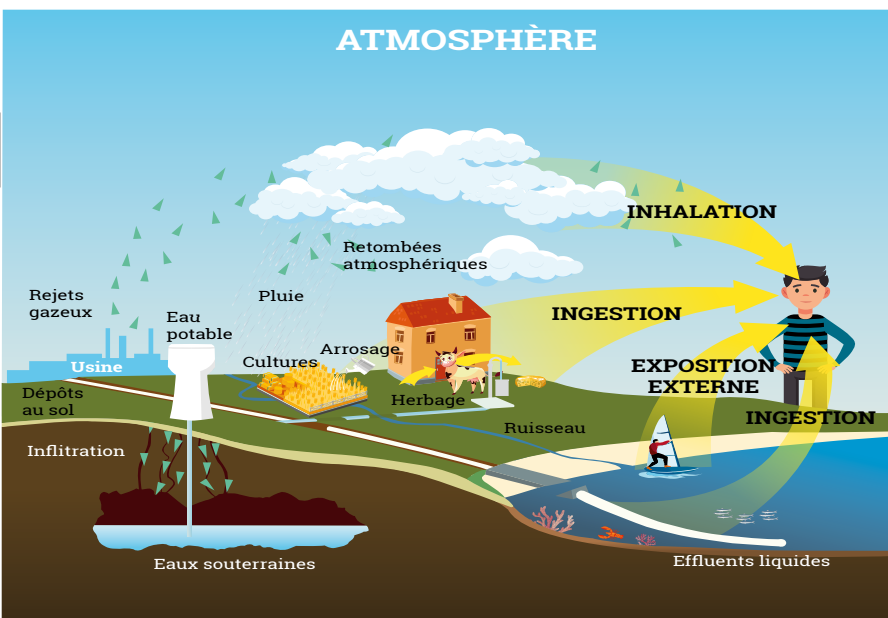 ATMOSPHÈRE
INHALATION
Retombées
atmosphériques
Rejets
gazeux
Pluie
Eau
potable
INGESTION
Arrosage
Cultures
Usine
EXPOSITION
EXTERNE
Dépôts
au sol
Herbage
INGESTION
Ruisseau
Inflitration
Eaux souterraines
Effluents liquides